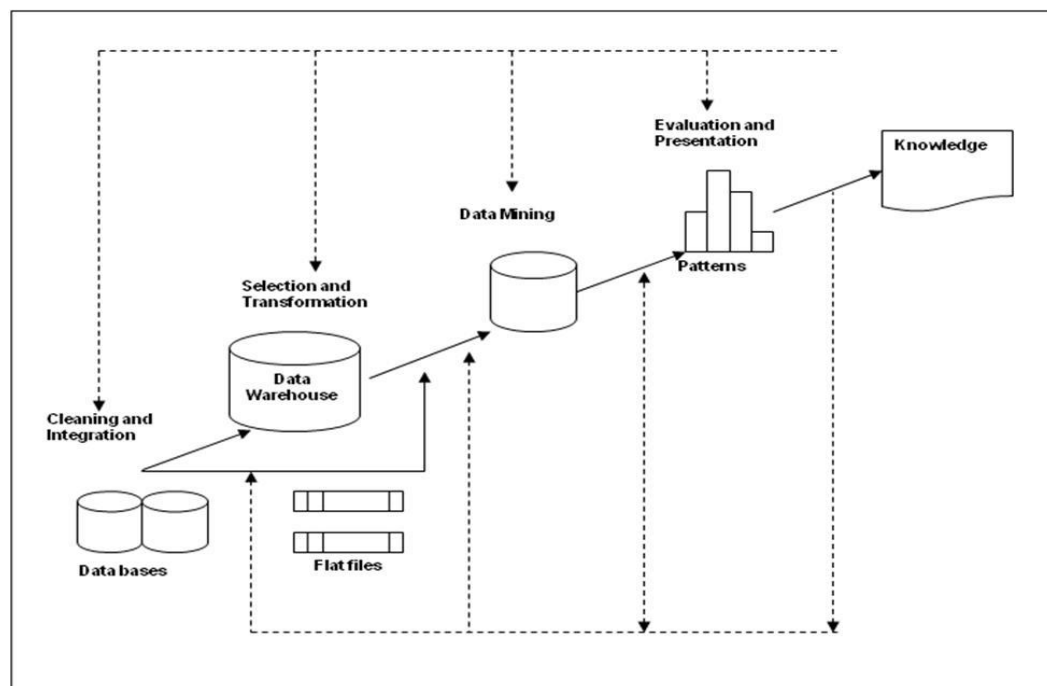 Evaluation and
Presentation
Knowledge
Data Mining
Patterns
Selection and
Transformation
Data
Warehouse
Cleaning and
Integration
Data bases
Flat files